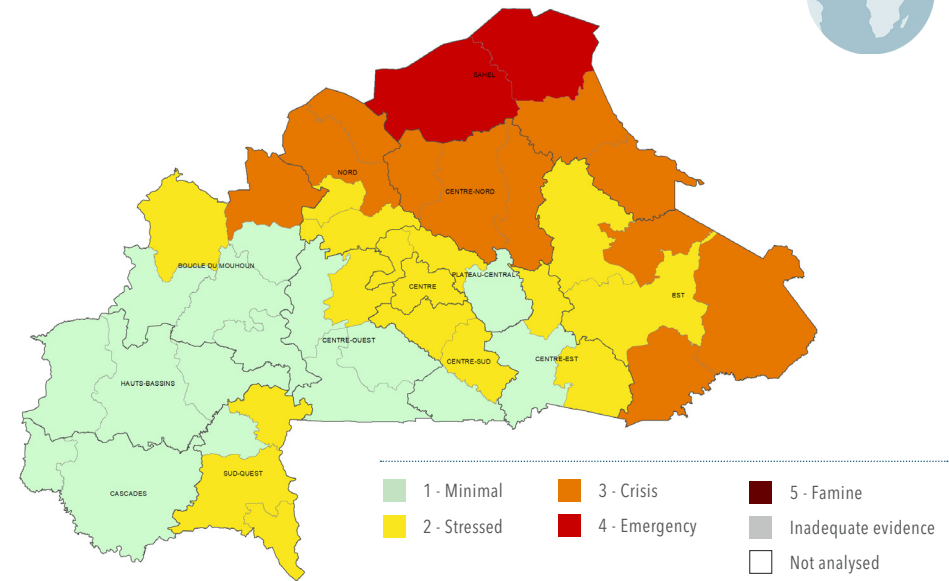 SAHEL
NORD
CENTRE-NORD
BOUCLE DU MOUHOUN
PLATEAU-CENTRAL
CENTRE
EST
CENTRE-OUEST
CENTRE-SUD
CENTRE-EST
HAUTS-BASSINS
SUD-OUEST
CASCADES
1 - Minimal
2 - Stressed
3 - Crisis
4 - Emergency
5 - Famine
Inadequate evidence
Not analysed